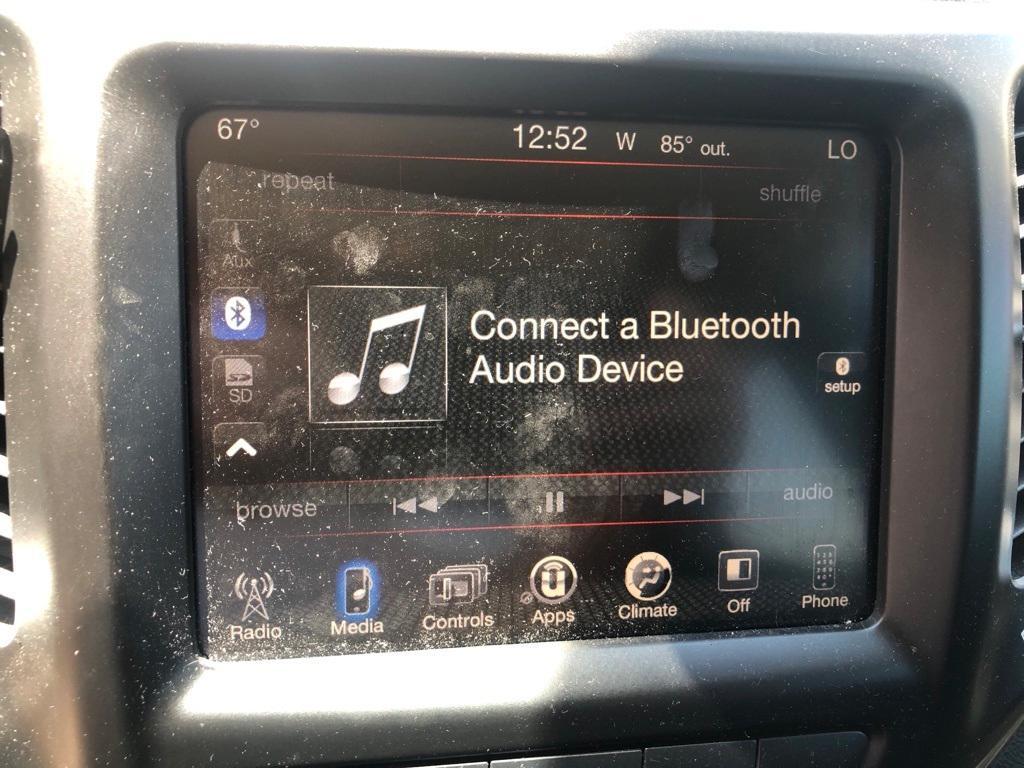 67° 12:52 W 85° out. LO
repeat shuffle
Aux
Connect a Bluetooth
Audio Device
SD
setup
browse audio
Radio Media Controls Apps Climate Off Phone